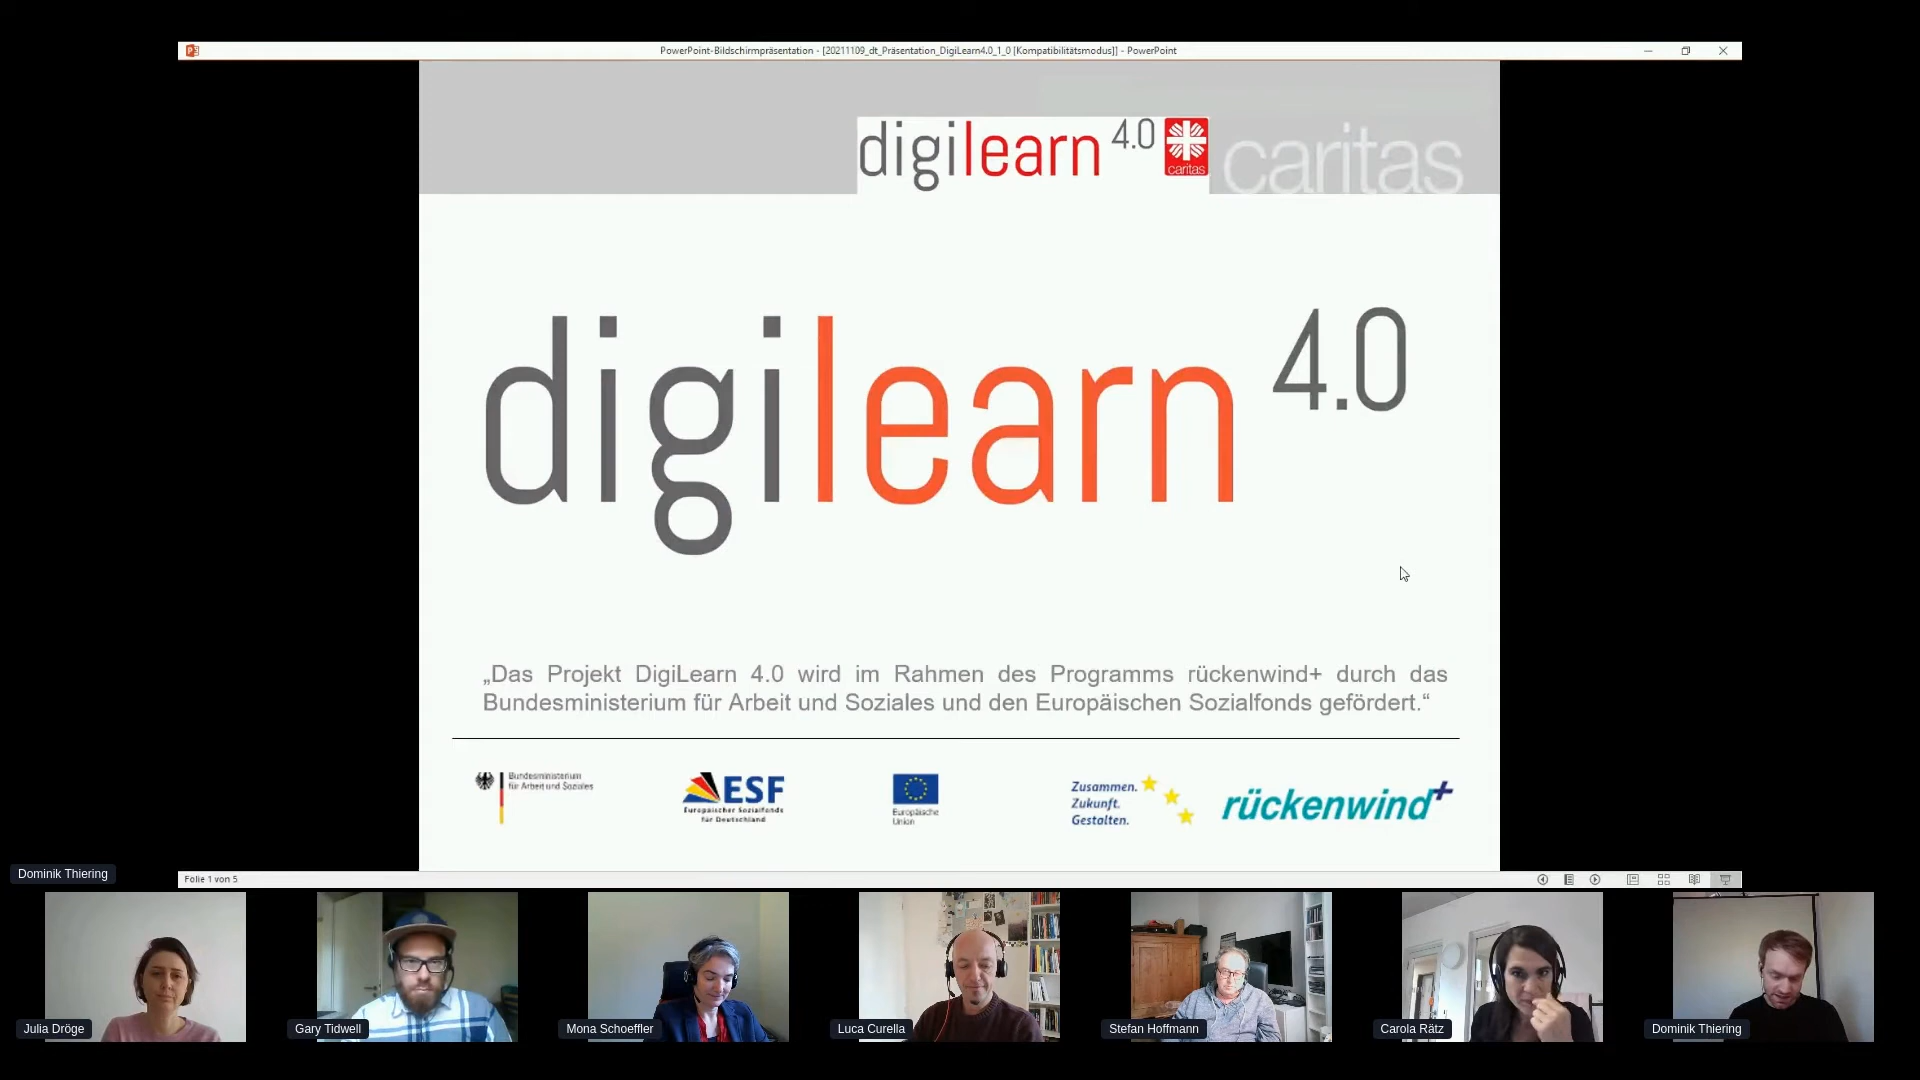 PowerPoint-Bildschirmpräsentation - [20211109_dt_Präsentation_DigiLearn4.0_1_0 [Kompatibilitätsmodus]] - PowerPoint
digilearn 4.0 caritas caritas
digilearn 4.0
„Das Projekt DigiLearn 4.0 wird im Rahmen des Programms rückenwind+ durch das
Bundesministerium für Arbeit und Soziales und den Europäischen Sozialfonds gefördert.“
Bundesministerium
für Arbeit und Soziales
ESF
Europäischer Sozialfonds
für Deutschland
Europäische
Union
Zusammen.
Zukunft.
Gestalten.
rückenwind+
Dominik Thiering
Folie 1 von 5
Julia Dröge
Gary Tidwell
Mona Schoeffler
Luca Curella
Stefan Hoffmann
Carola Rätz
Dominik Thiering